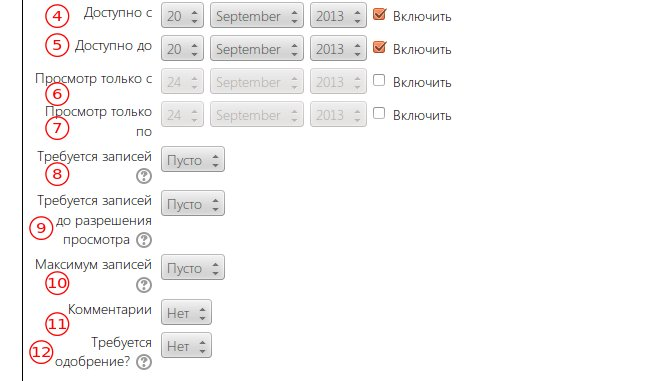 4 Доступно с 20 September 2013 Включить
5 Доступно до 20 September 2013 Включить
Просмотр только с 24 September 2013 Включить
6
Просмотр только 24 September 2013 Включить
7 по
Требуется записей Пусто
8 ?
Требуется записей Пусто
9 до разрешения
просмотра ?
Максимум записей Пусто
10 ?
Комментарии Нет
11
Требуется Нет
12 одобрение? ?